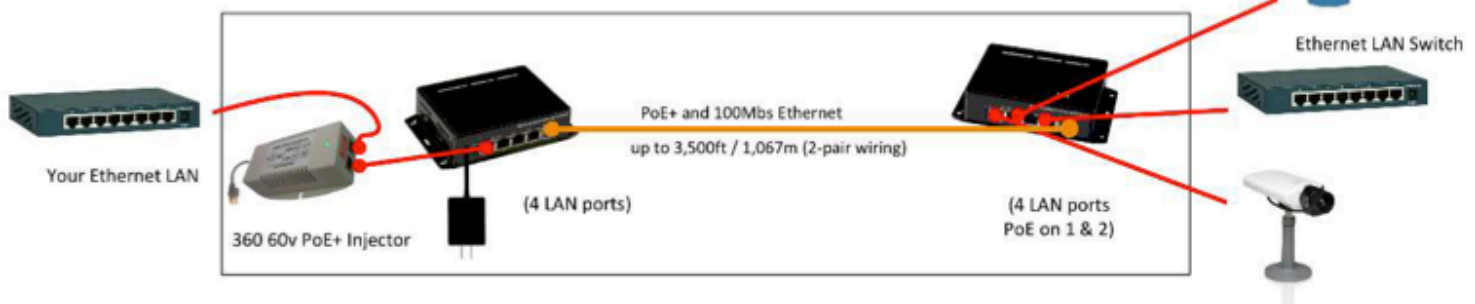 Ethernet LAN Switch
PoE+ and 100Mbs Ethernet
up to 3,500ft / 1,067m (2-pair wiring)
Your Ethernet LAN
(4 LAN ports)
(4 LAN ports
PoE on 1 & 2)
360 60v PoE+ Injector